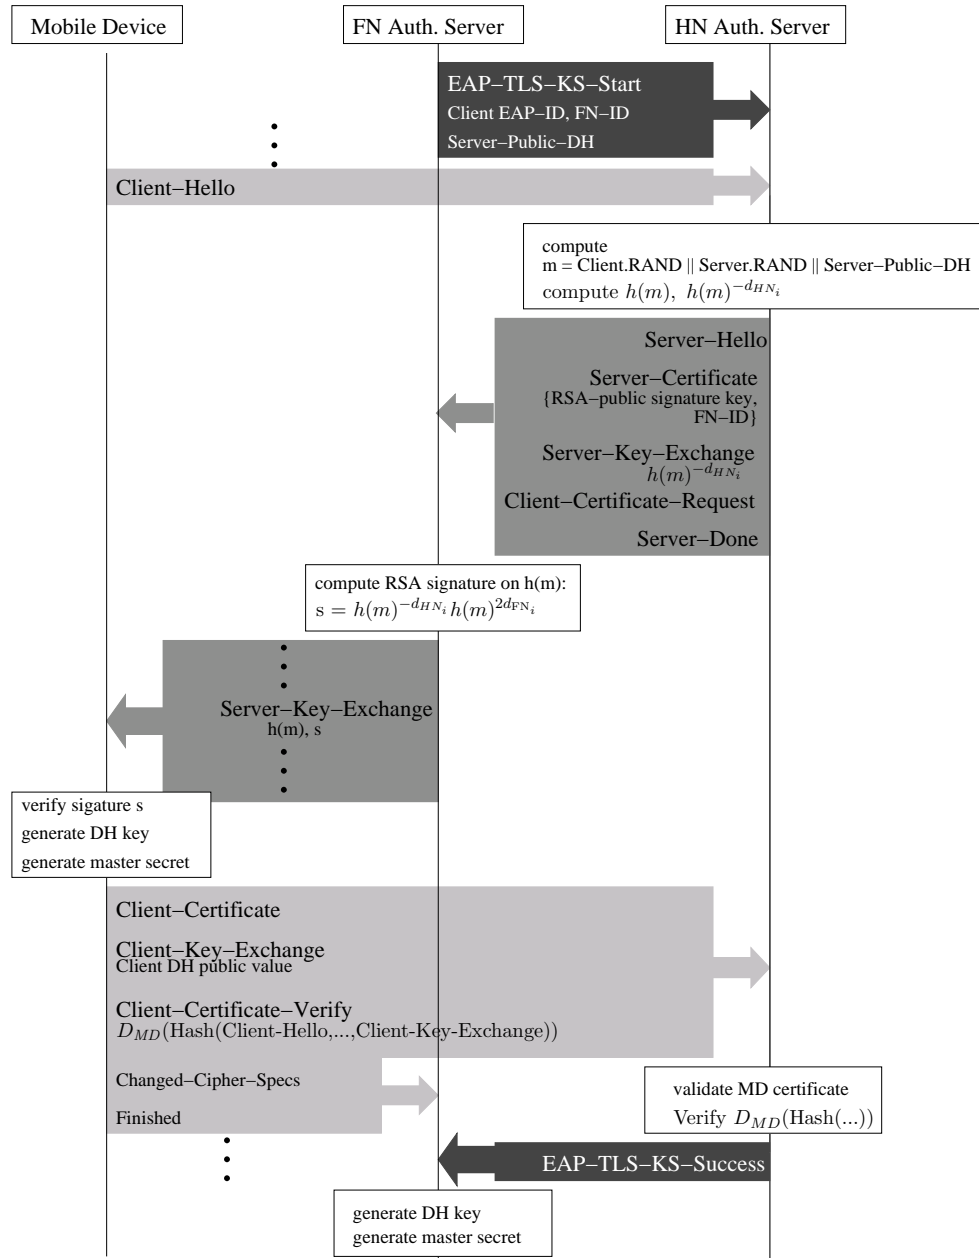 Mobile Device
FN Auth. Server
HN Auth. Server
EAP–TLS–KS–Start
Client EAP–ID, FN–ID
Server–Public–DH
Client–Hello
compute
m = Client.RAND || Server.RAND || Server–Public–DH
compute h(m), h(m)^{−d_{HN_i}}
Server–Hello
Server–Certificate
{RSA–public signature key,
FN–ID}
Server–Key–Exchange
h(m)^{−d_{HN_i}}
Client–Certificate–Request
Server–Done
compute RSA signature on h(m):
s = h(m)^{−d_{HN_i}} h(m)^{2d_{FN_i}}
Server–Key–Exchange
h(m), s
verify sigature s
generate DH key
generate master secret
Client–Certificate
Client–Key–Exchange
Client DH public value
Client–Certificate–Verify
D_{MD}(Hash(Client-Hello,...,Client-Key-Exchange))
Changed–Cipher–Specs
Finished
validate MD certificate
Verify D_{MD}(Hash(...))
EAP–TLS–KS–Success
generate DH key
generate master secret